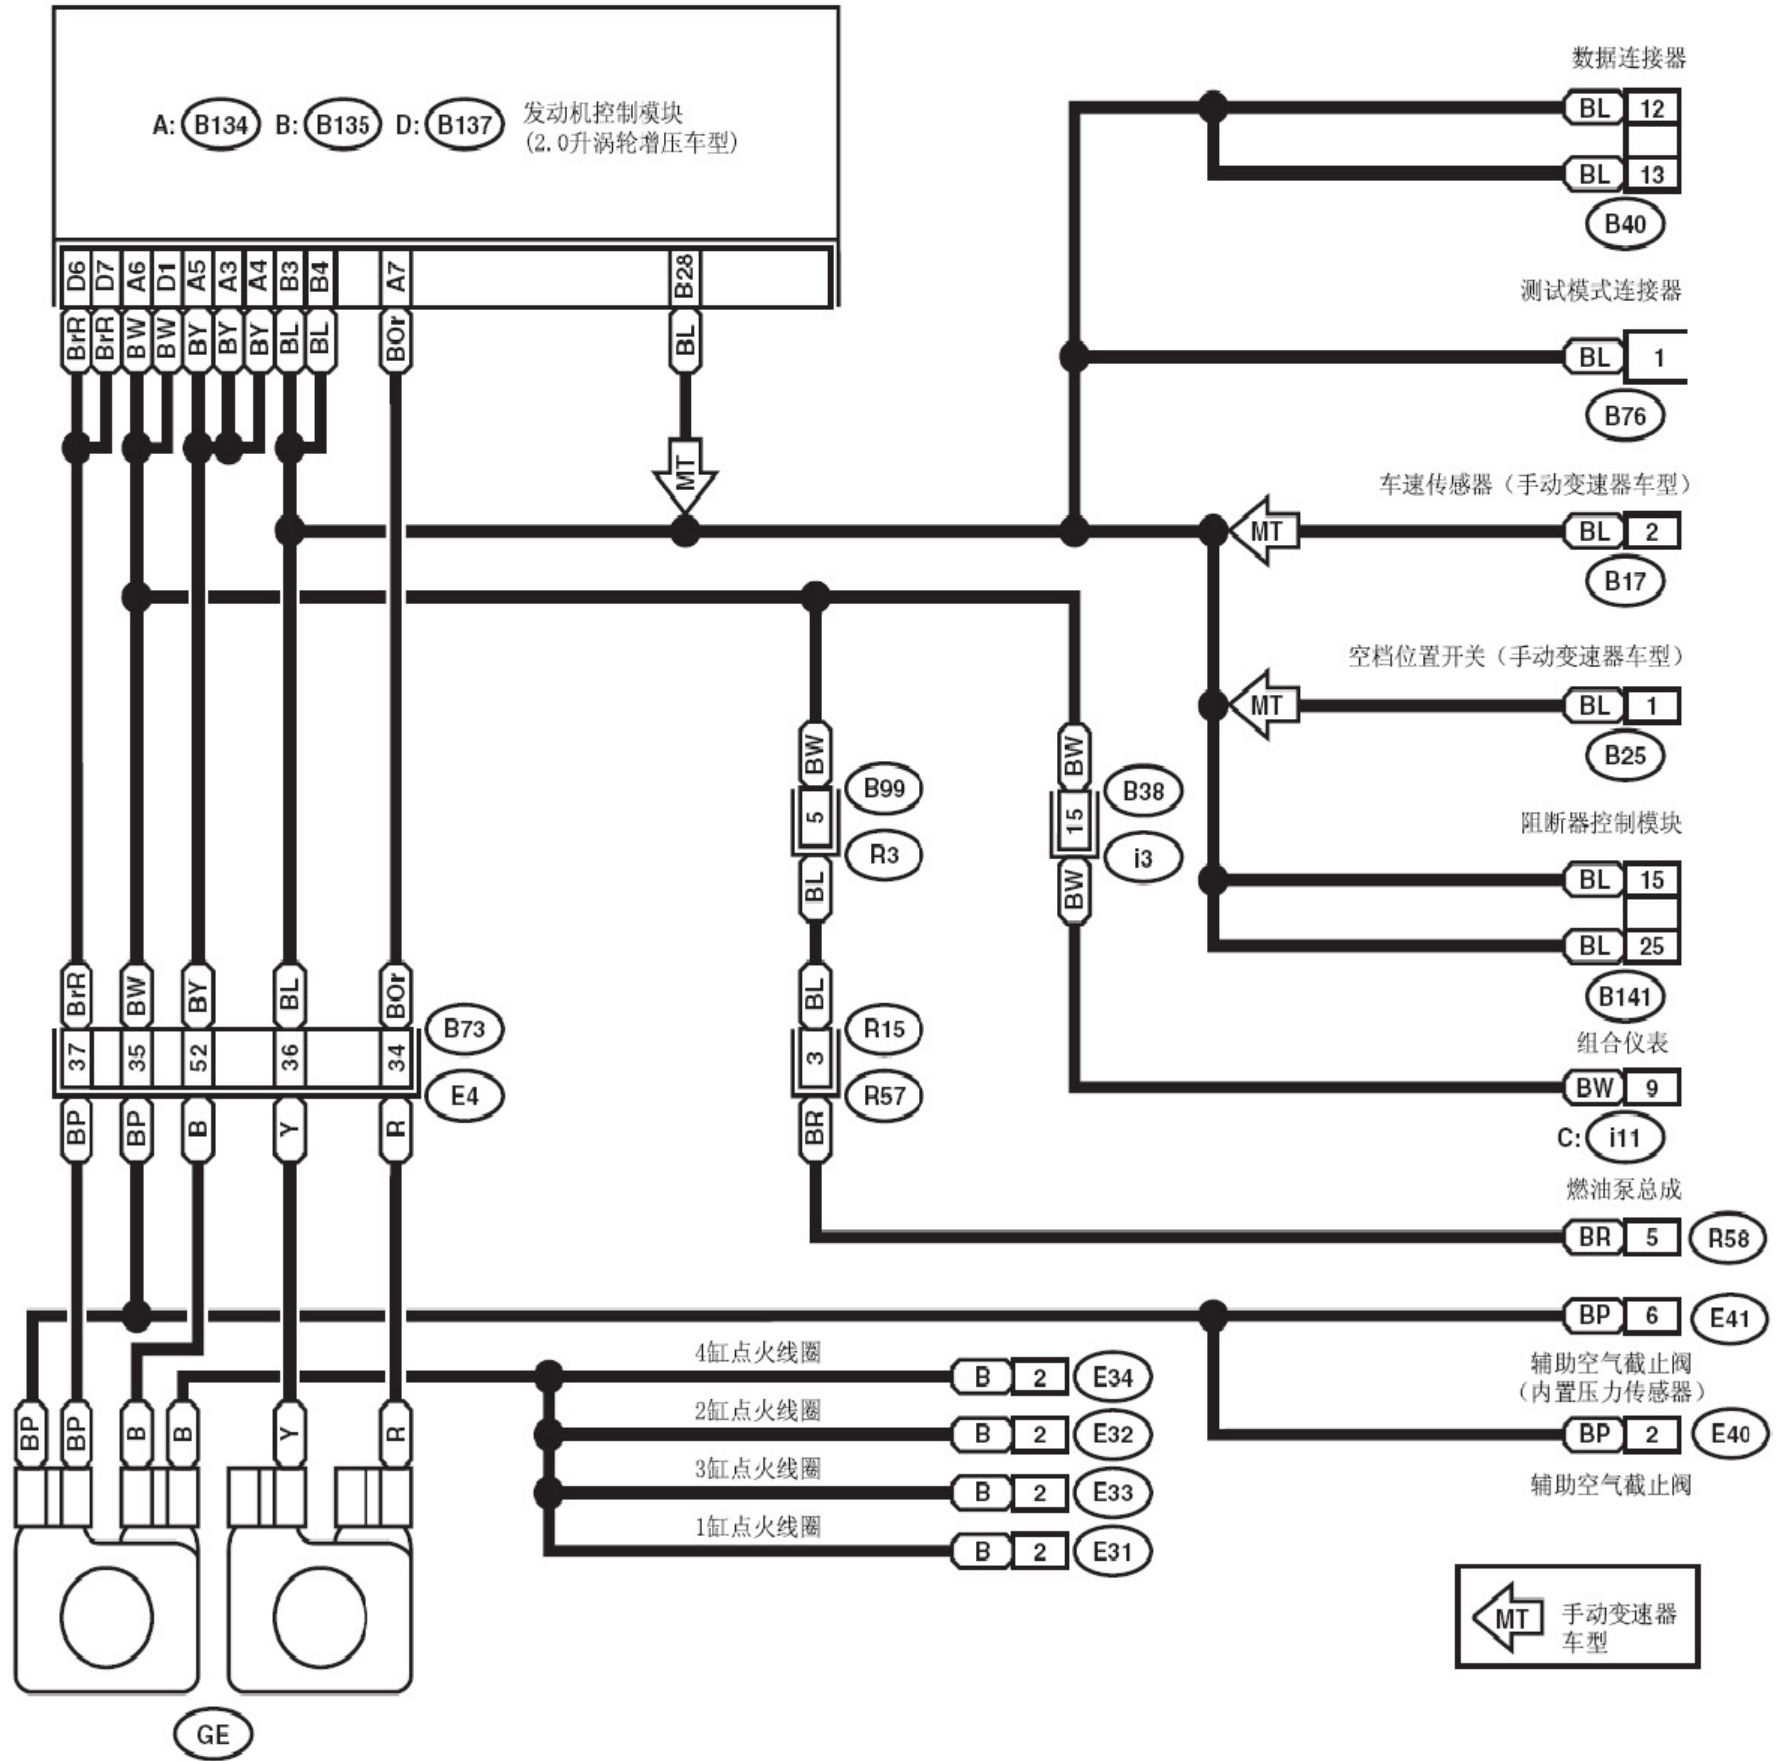 A: B134 B: B135 D: B137 发动机控制模块
(2.0升涡轮增压车型)
D6 D7 A6 D1 A5 A3 A4 B3 B4 A7 B28
BrR BrR BW BW BY BY BY BL BL BOr BL
MT
数据连接器
BL 12
BL 13
B40
测试模式连接器
BL 1
B76
车速传感器（手动变速器车型）
MT BL 2
B17
空档位置开关（手动变速器车型）
MT BL 1
B25
阻断器控制模块
BL 15
BL 25
B141
组合仪表
BW 9
C: i11
燃油泵总成
BR 5 R58
BP 6 E41
辅助空气截止阀
（内置压力传感器）
BP 2 E40
辅助空气截止阀
BW
5 B99
R3
BL
BL
3 R15
R57
BR
BW
15 B38
i3
BW
BrR BW BY BL BOr
37 35 52 36 34
B73
E4
BP BP B Y R
BP BP B B Y R
4缸点火线圈
B 2 E34
2缸点火线圈
B 2 E32
3缸点火线圈
B 2 E33
1缸点火线圈
B 2 E31
GE
MT 手动变速器
车型